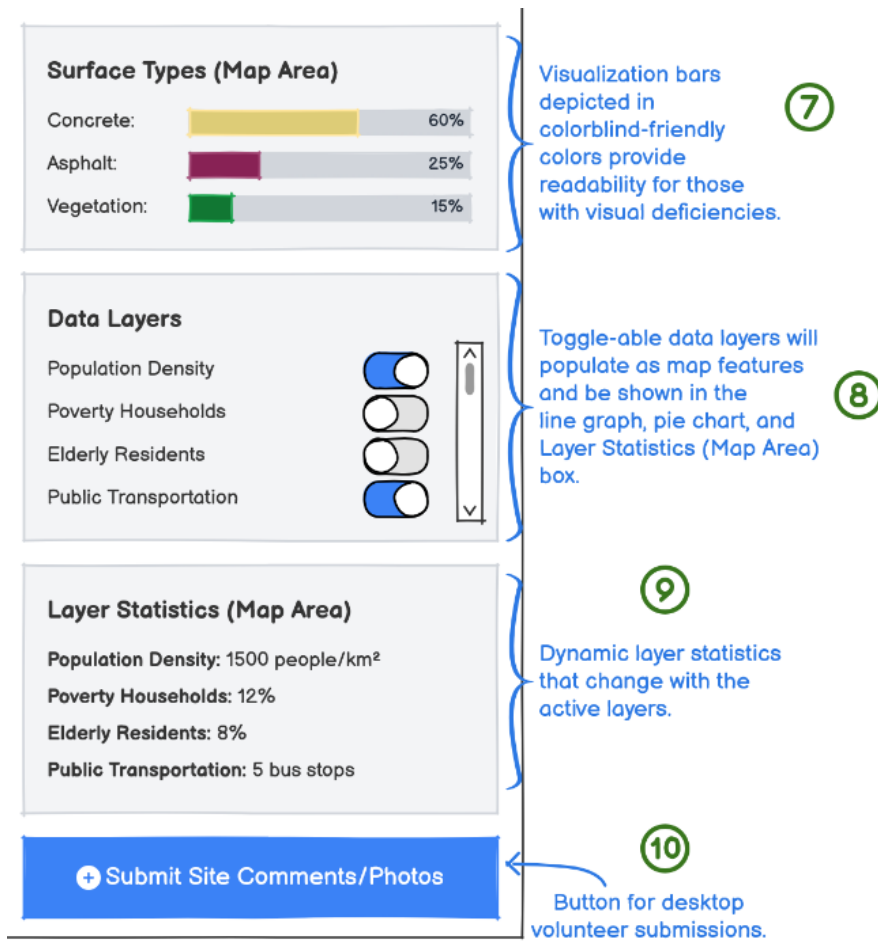 Surface Types (Map Area)
Concrete: 60%
Asphalt: 25%
Vegetation: 15%
Visualization bars
depicted in
colorblind-friendly
colors provide
readability for those
with visual deficiencies.
7
Data Layers
Population Density
Poverty Households
Elderly Residents
Public Transportation
Toggle-able data layers will
populate as map features
and be shown in the
line graph, pie chart, and
Layer Statistics (Map Area)
box.
8
Layer Statistics (Map Area)
Population Density: 1500 people/km²
Poverty Households: 12%
Elderly Residents: 8%
Public Transportation: 5 bus stops
9
Dynamic layer statistics
that change with the
active layers.
Submit Site Comments/Photos
10
Button for desktop
volunteer submissions.